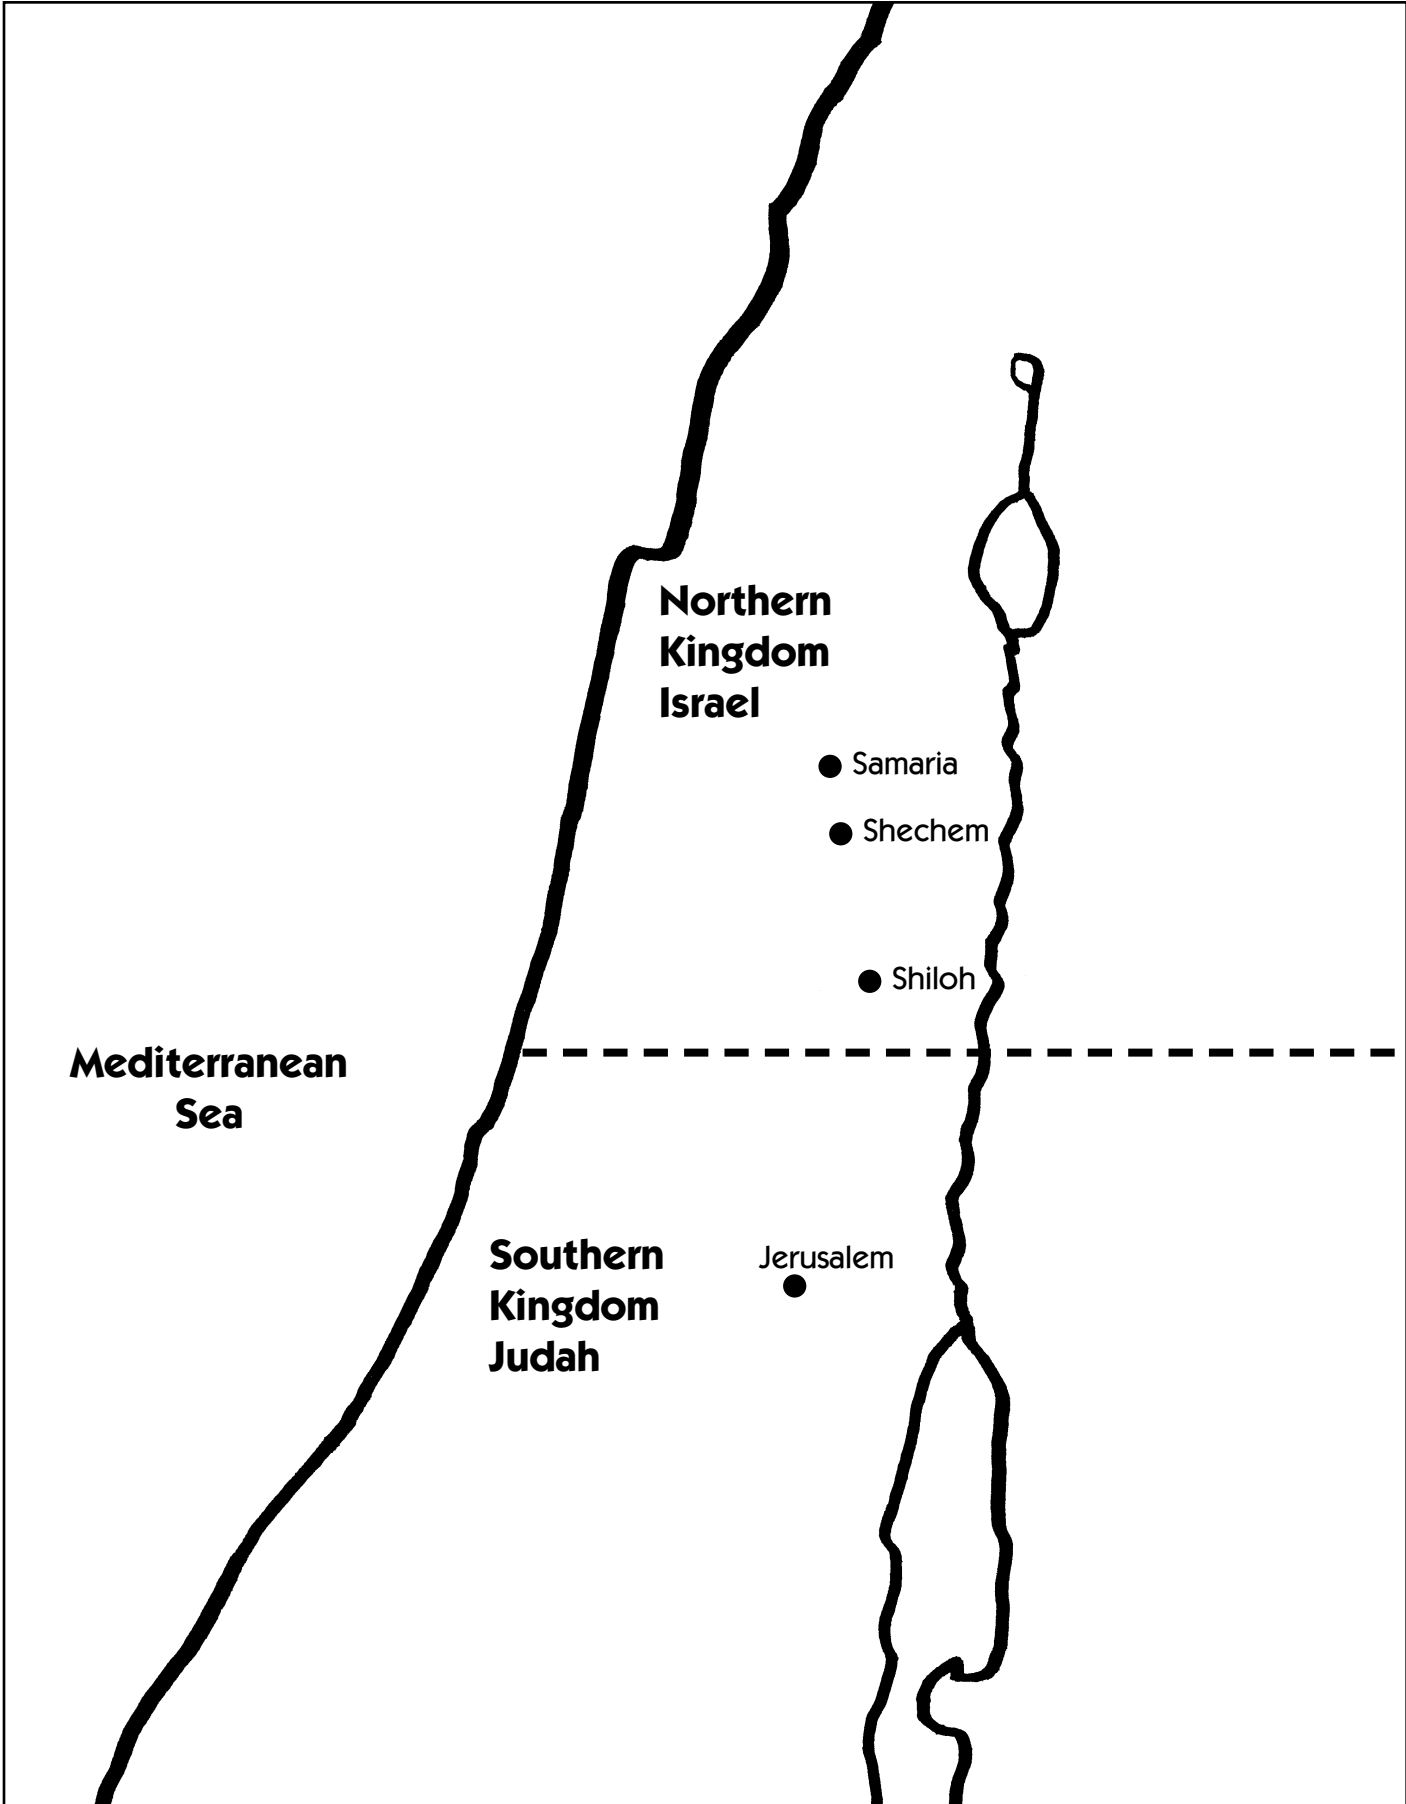 Northern
Kingdom
Israel
Samaria
Shechem
Shiloh
Mediterranean
Sea
Southern
Kingdom
Judah
Jerusalem